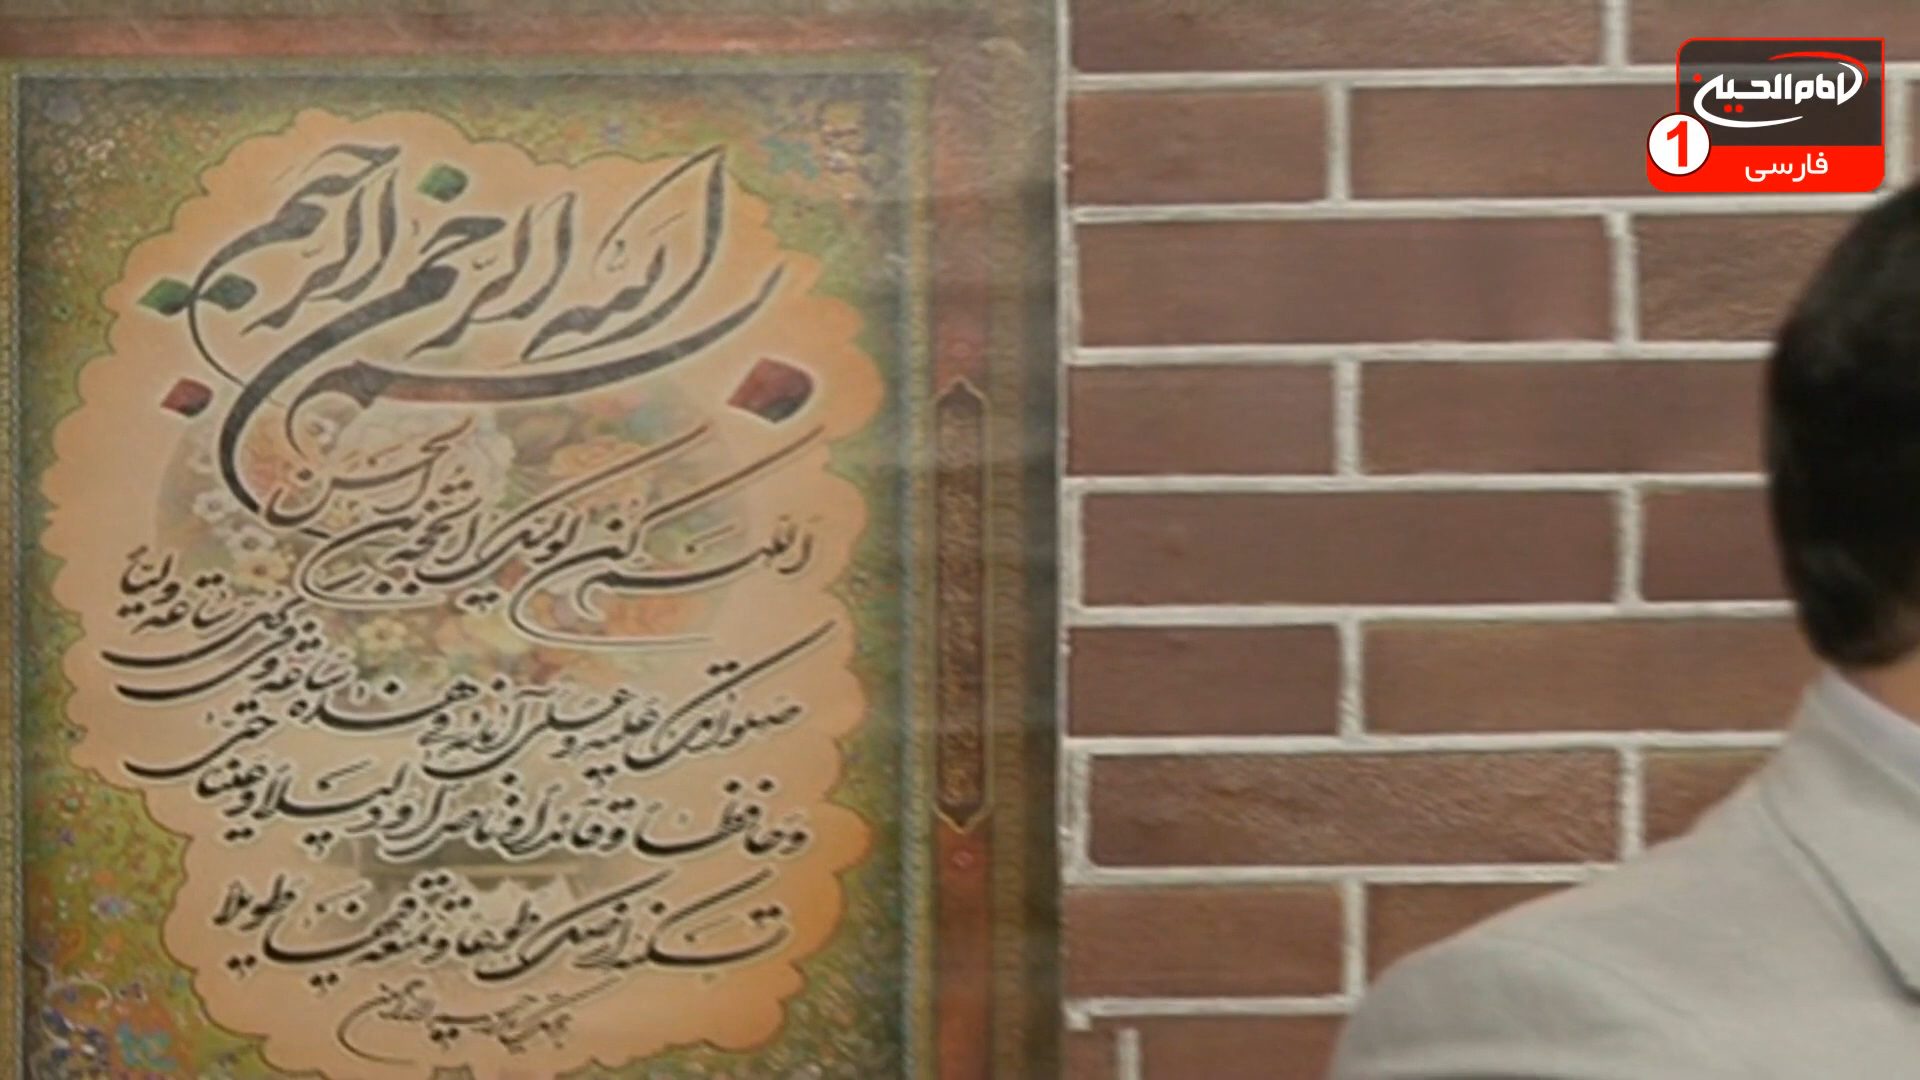 بسم الله الرحمن الرحیم
اللهم کن لولیک الحجة بن الحسن
صلواتک علیه و علی آبائه فی هذه الساعة و فی کل ساعة ولیاً
و حافظاً و قائداً و ناصراً و دلیلاً و عیناً حتی
تسکنه ارضک طوعاً و تمتعه فیها طویلا
امام الحسین
1
فارسی